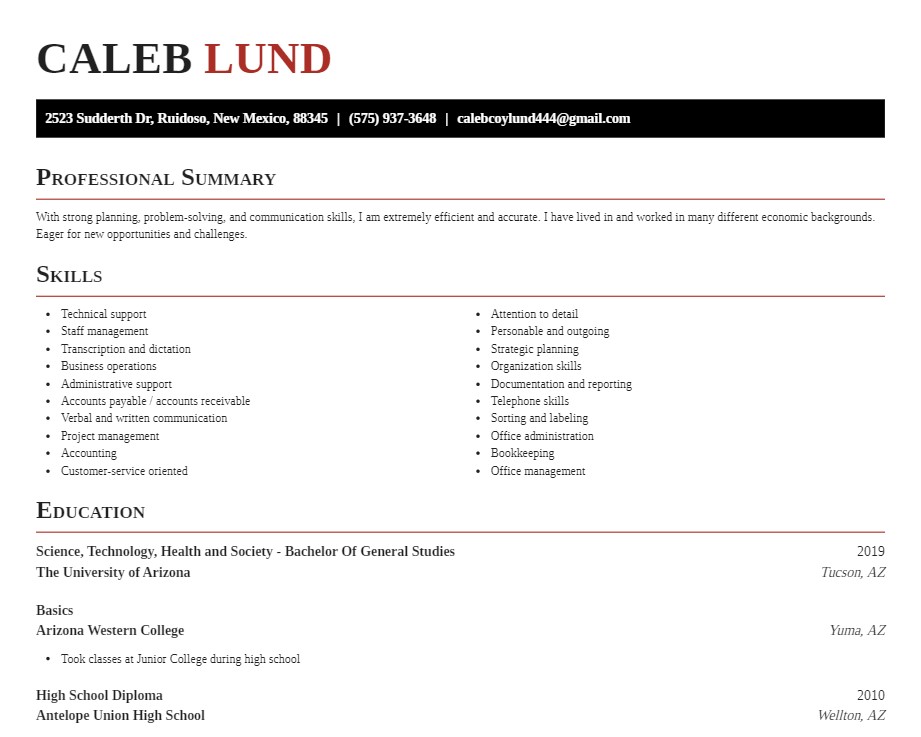 CALEB LUND
2523 Sudderth Dr, Ruidoso, New Mexico, 88345 | (575) 937-3648 | calebcoylund444@gmail.com
Professional Summary
With strong planning, problem-solving, and communication skills, I am extremely efficient and accurate. I have lived in and worked in many different economic backgrounds.
Eager for new opportunities and challenges.
Skills
• Technical support
• Staff management
• Transcription and dictation
• Business operations
• Administrative support
• Accounts payable / accounts receivable
• Verbal and written communication
• Project management
• Accounting
• Customer-service oriented
• Attention to detail
• Personable and outgoing
• Strategic planning
• Organization skills
• Documentation and reporting
• Telephone skills
• Sorting and labeling
• Office administration
• Bookkeeping
• Office management
Education
Science, Technology, Health and Society - Bachelor Of General Studies 2019
The University of Arizona Tucson, AZ
Basics
Arizona Western College Yuma, AZ
• Took classes at Junior College during high school
High School Diploma 2010
Antelope Union High School Wellton, AZ